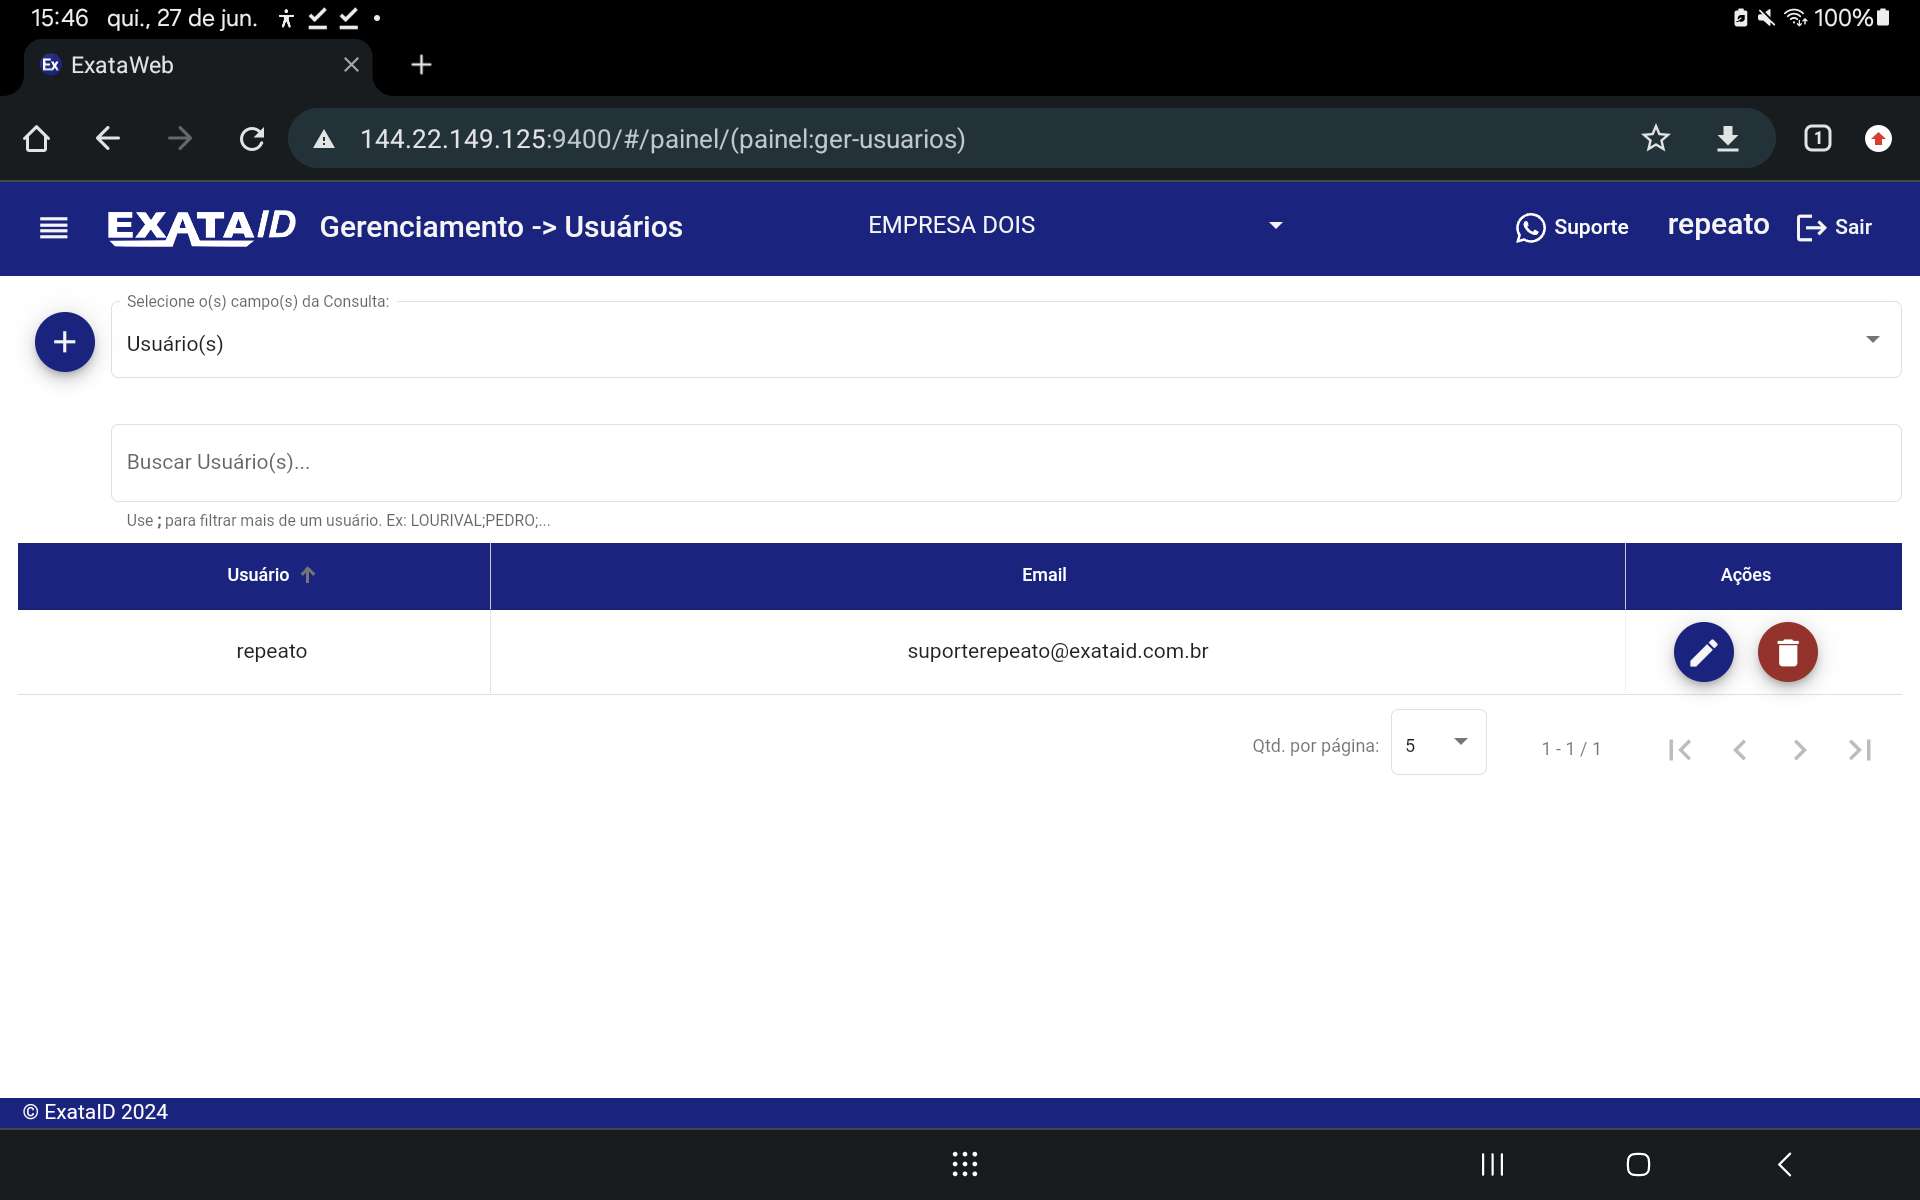 15:46 qui., 27 de jun. 100%
Ex ExataWeb
144.22.149.125:9400/#/painel/(painel:ger-usuarios) 1
EXATAID Gerenciamento -> Usuários EMPRESA DOIS Suporte repeato Sair
Selecione o(s) campo(s) da Consulta:
Usuário(s)
Buscar Usuário(s)...
Use ; para filtrar mais de um usuário. Ex: LOURIVAL;PEDRO;...
Usuário Email Ações
repeato suporterepeato@exataid.com.br
Qtd. por página: 5 1 - 1 / 1
© ExataID 2024